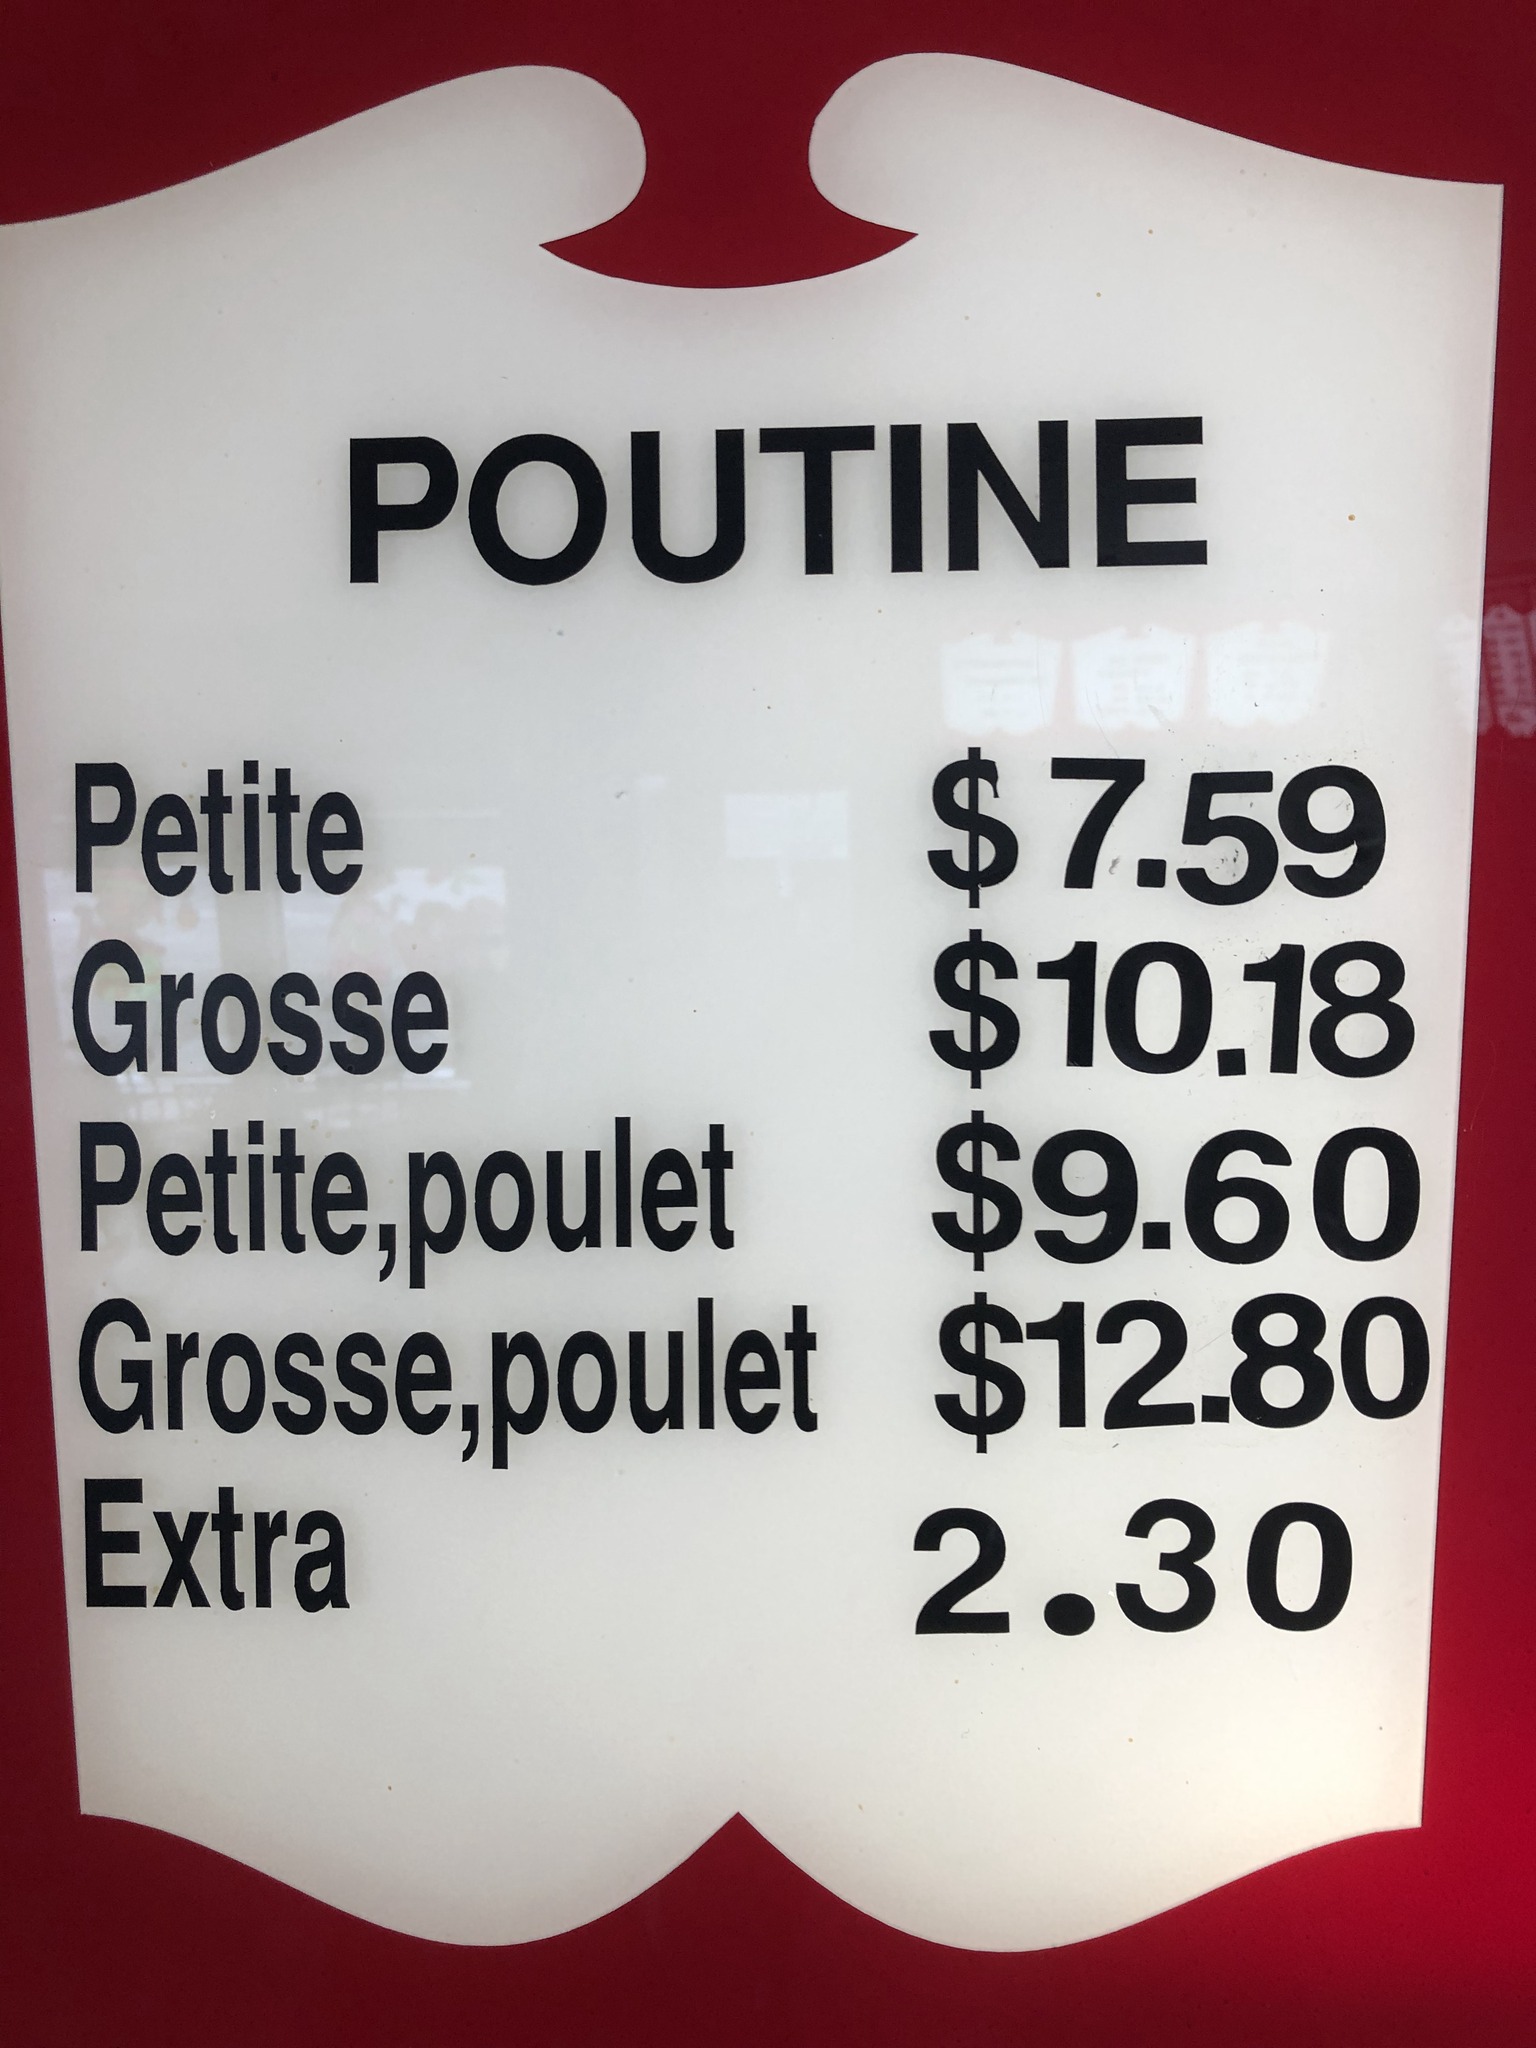 POUTINE
Petite $7.59
Grosse $10.18
Petite,poulet $9.60
Grosse,poulet $12.80
Extra 2.30